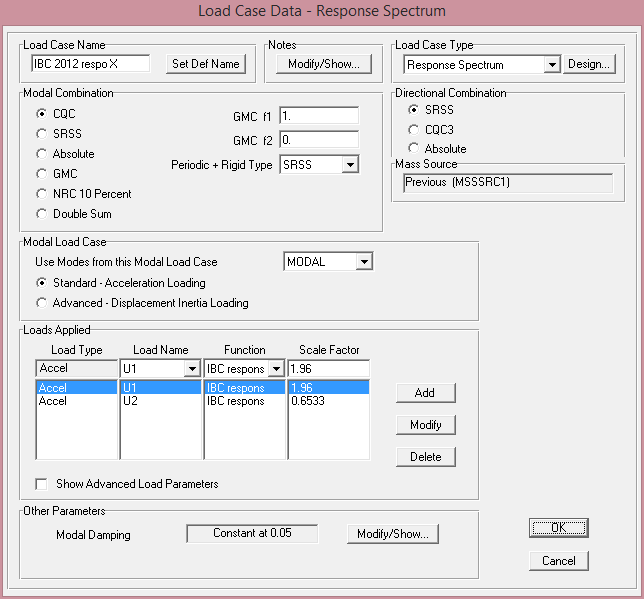 Load Case Data - Response Spectrum
Load Case Name
IBC 2012 respo X
Set Def Name
Notes
Modify/Show...
Load Case Type
Response Spectrum
Design...
Modal Combination
CQC
SRSS
Absolute
GMC
NRC 10 Percent
Double Sum
GMC f1
1.
GMC f2
0.
Periodic + Rigid Type
SRSS
Directional Combination
SRSS
CQC3
Absolute
Mass Source
Previous (MSSSRC1)
Modal Load Case
Use Modes from this Modal Load Case
MODAL
Standard - Acceleration Loading
Advanced - Displacement Inertia Loading
Loads Applied
Load Type Load Name Function Scale Factor
Accel U1 IBC respons 1.96
Accel U1 IBC respons 1.96
Accel U2 IBC respons 0.6533
Add
Modify
Delete
Show Advanced Load Parameters
Other Parameters
Modal Damping
Constant at 0.05
Modify/Show...
OK
Cancel